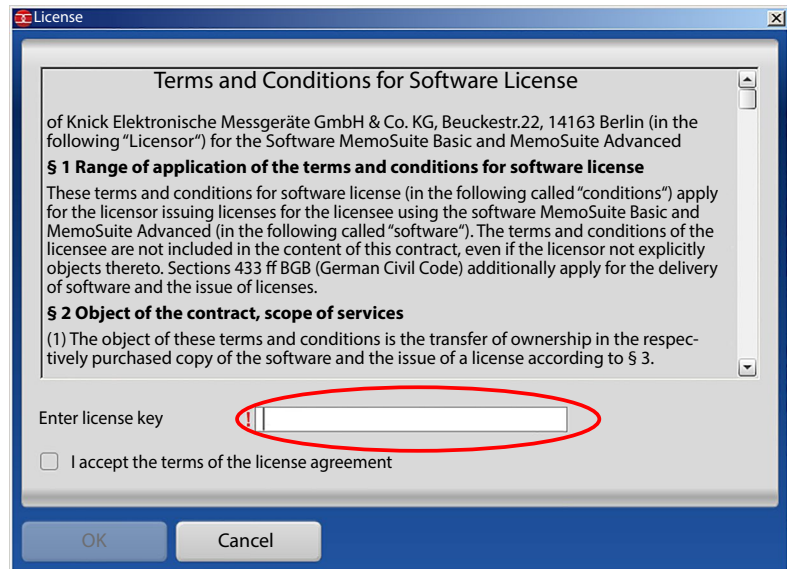 License
Terms and Conditions for Software License
of Knick Elektronische Messgeräte GmbH & Co. KG, Beuckestr.22, 14163 Berlin (in the
following “Licensor“) for the Software MemoSuite Basic and MemoSuite Advanced
§ 1 Range of application of the terms and conditions for software license
These terms and conditions for software license (in the following called “conditions“) apply
for the licensor issuing licenses for the licensee using the software MemoSuite Basic and
MemoSuite Advanced (in the following called “software“). The terms and conditions of the
licensee are not included in the content of this contract, even if the licensor not explicitly
objects thereto. Sections 433 ff BGB (German Civil Code) additionally apply for the delivery
of software and the issue of licenses.
§ 2 Object of the contract, scope of services
(1) The object of these terms and conditions is the transfer of ownership in the respec-
tively purchased copy of the software and the issue of a license according to § 3.
Enter license key !
I accept the terms of the license agreement
OK Cancel